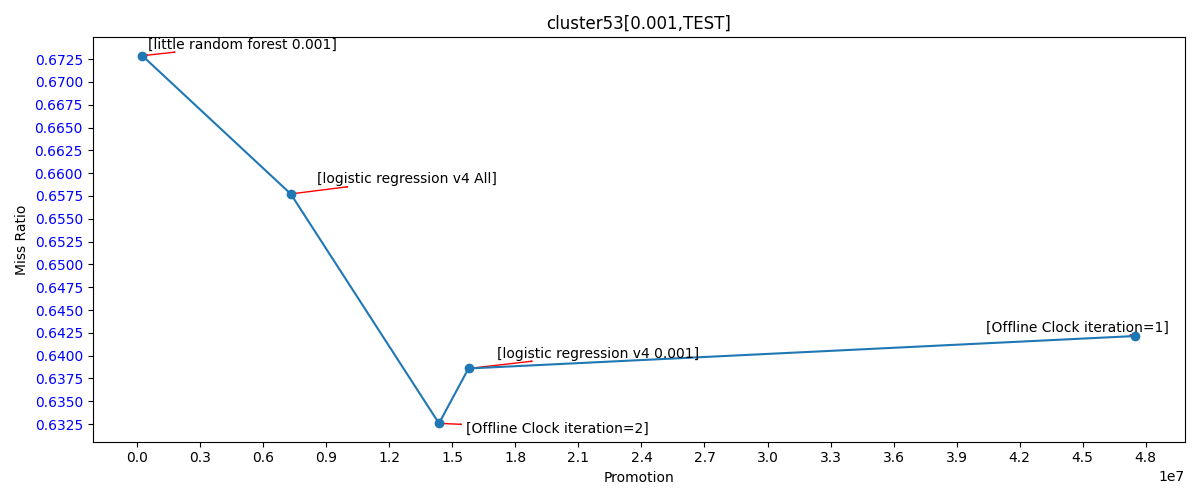 cluster53[0.001,TEST]
[little random forest 0.001]
0.6725
0.6700
0.6675
0.6650
0.6625
0.6600
0.6575
0.6550
0.6525
0.6500
0.6475
0.6450
0.6425
0.6400
0.6375
0.6350
0.6325
Miss Ratio
[logistic regression v4 All]
[Offline Clock iteration=1]
[logistic regression v4 0.001]
[Offline Clock iteration=2]
0.0 0.3 0.6 0.9 1.2 1.5 1.8 2.1 2.4 2.7 3.0 3.3 3.6 3.9 4.2 4.5 4.8
Promotion
1e7